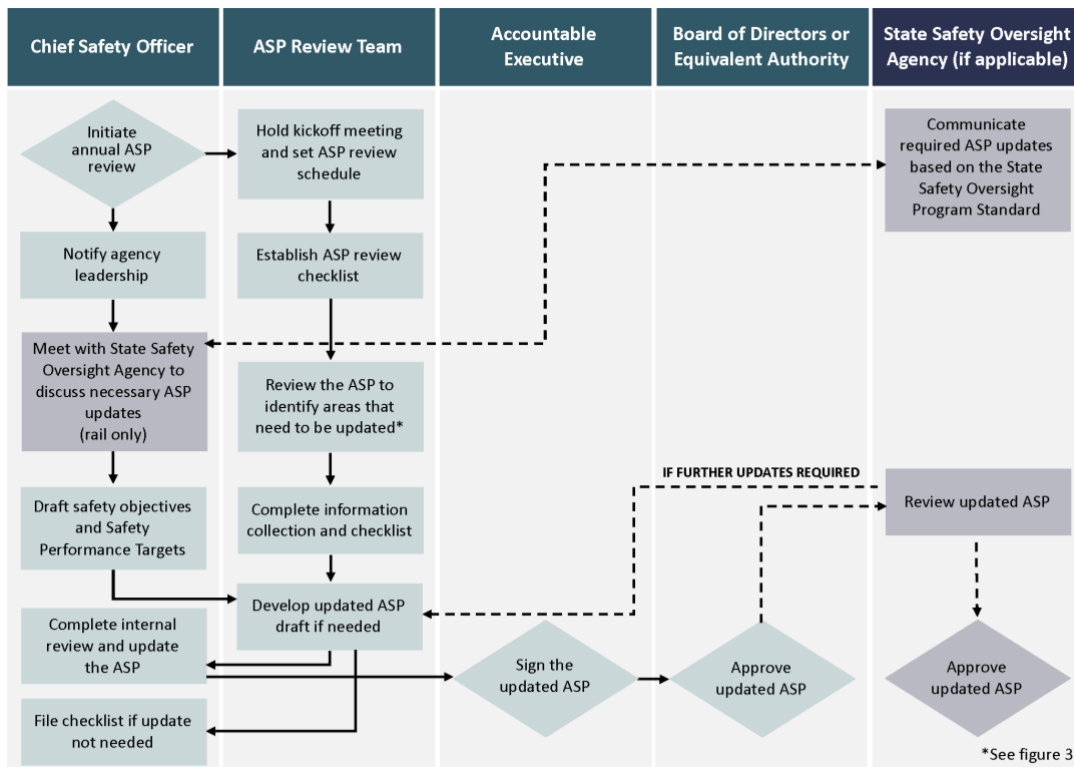 Chief Safety Officer
ASP Review Team
Accountable
Executive
Board of Directors or
Equivalent Authority
State Safety Oversight
Agency (if applicable)
Initiate
annual ASP
review
Notify agency
leadership
Meet with State Safety
Oversight Agency to
discuss necessary ASP
updates
(rail only)
Draft safety objectives
and Safety
Performance Targets
Complete internal
review and update
the ASP
File checklist if update
not needed
Hold kickoff meeting
and set ASP review
schedule
Establish ASP review
checklist
Review the ASP to
identify areas that
need to be updated*
Complete information
collection and checklist
Develop updated ASP
draft if needed
Sign the
updated ASP
IF FURTHER UPDATES REQUIRED
Approve
updated ASP
Communicate
required ASP updates
based on the State
Safety Oversight
Program Standard
Review updated ASP
Approve
updated ASP
*See figure 3